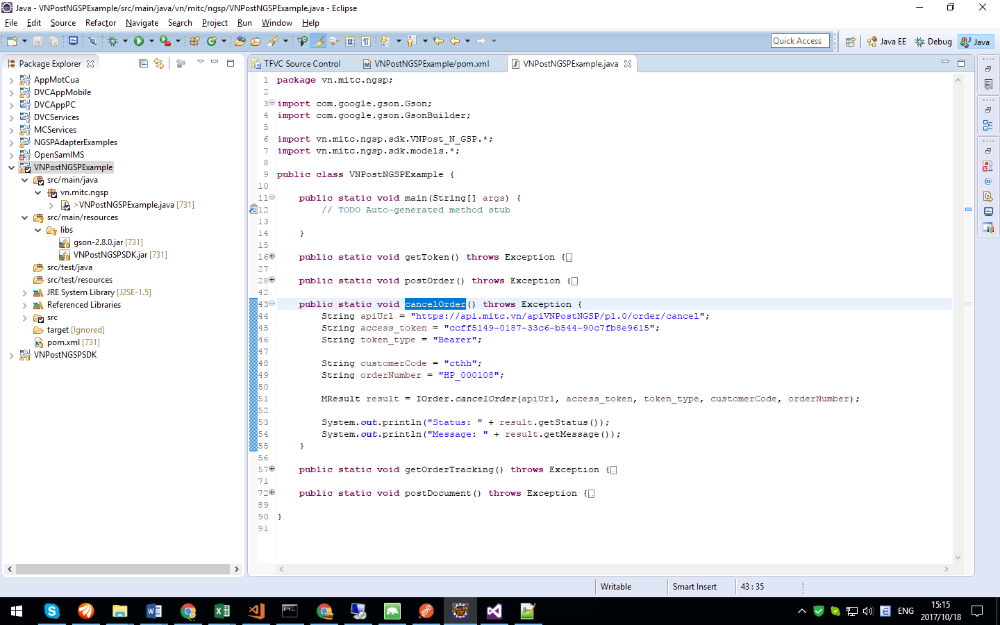 Java - VNPostNGSPExample/src/main/java/vn/mitc/ngsp/VNPostNGSPExample.java - Eclipse
File Edit Source Refactor Navigate Search Project Run Window Help
Quick Access
Java EE
Debug
Java
Package Explorer
TFVC Source Control
VNPostNGSPExample/pom.xml
VNPostNGSPExample.java
AppMotCua
DVCAppMobile
DVCAppPC
DVCServices
MCServices
NGSPAdapterExamples
OpenSamlMS
VNPostNGSPExample
src/main/java
vn.mitc.ngsp
>VNPostNGSPExample.java [731]
src/main/resources
libs
gson-2.8.0.jar [731]
VNPostNGSPSDK.jar [731]
src/test/java
src/test/resources
JRE System Library [J2SE-1.5]
Referenced Libraries
src
target [Ignored]
pom.xml [731]
VNPostNGSPSDK
1 package vn.mitc.ngsp;
2
3 import com.google.gson.Gson;
4 import com.google.gson.GsonBuilder;
5
6 import vn.mitc.ngsp.sdk.VNPost_N_GSP.*;
7 import vn.mitc.ngsp.sdk.models.*;
8
9 public class VNPostNGSPExample {
10
11 public static void main(String[] args) {
12 // TODO Auto-generated method stub
13
14 }
15
16 public static void getToken() throws Exception {
27
28 public static void postOrder() throws Exception {
42
43 public static void cancelOrder() throws Exception {
44 String apiUrl = "https://api.mitc.vn/apiVNPostNGSP/p1.0/order/cancel";
45 String access_token = "ccff5149-0187-33c6-b544-90c7fb8e9615";
46 String token_type = "Bearer";
47
48 String customerCode = "cthh";
49 String orderNumber = "HP_000108";
50
51 MResult result = IOrder.cancelOrder(apiUrl, access_token, token_type, customerCode, orderNumber);
52
53 System.out.println("Status: " + result.getStatus());
54 System.out.println("Message: " + result.getMessage());
55 }
56
57 public static void getOrderTracking() throws Exception {
71
72 public static void postDocument() throws Exception {
89
90 }
91
Writable
Smart Insert
43 : 35
ENG
15:15
2017/10/18